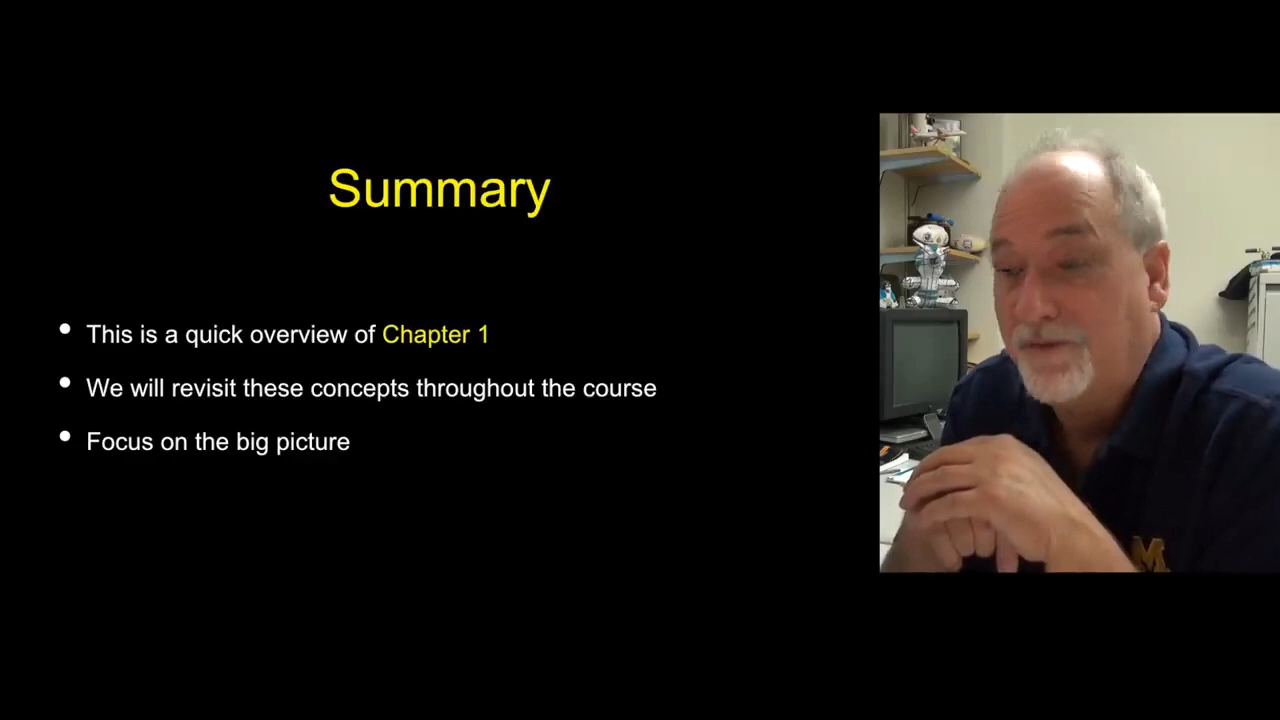 Summary
• This is a quick overview of Chapter 1
• We will revisit these concepts throughout the course
• Focus on the big picture
M